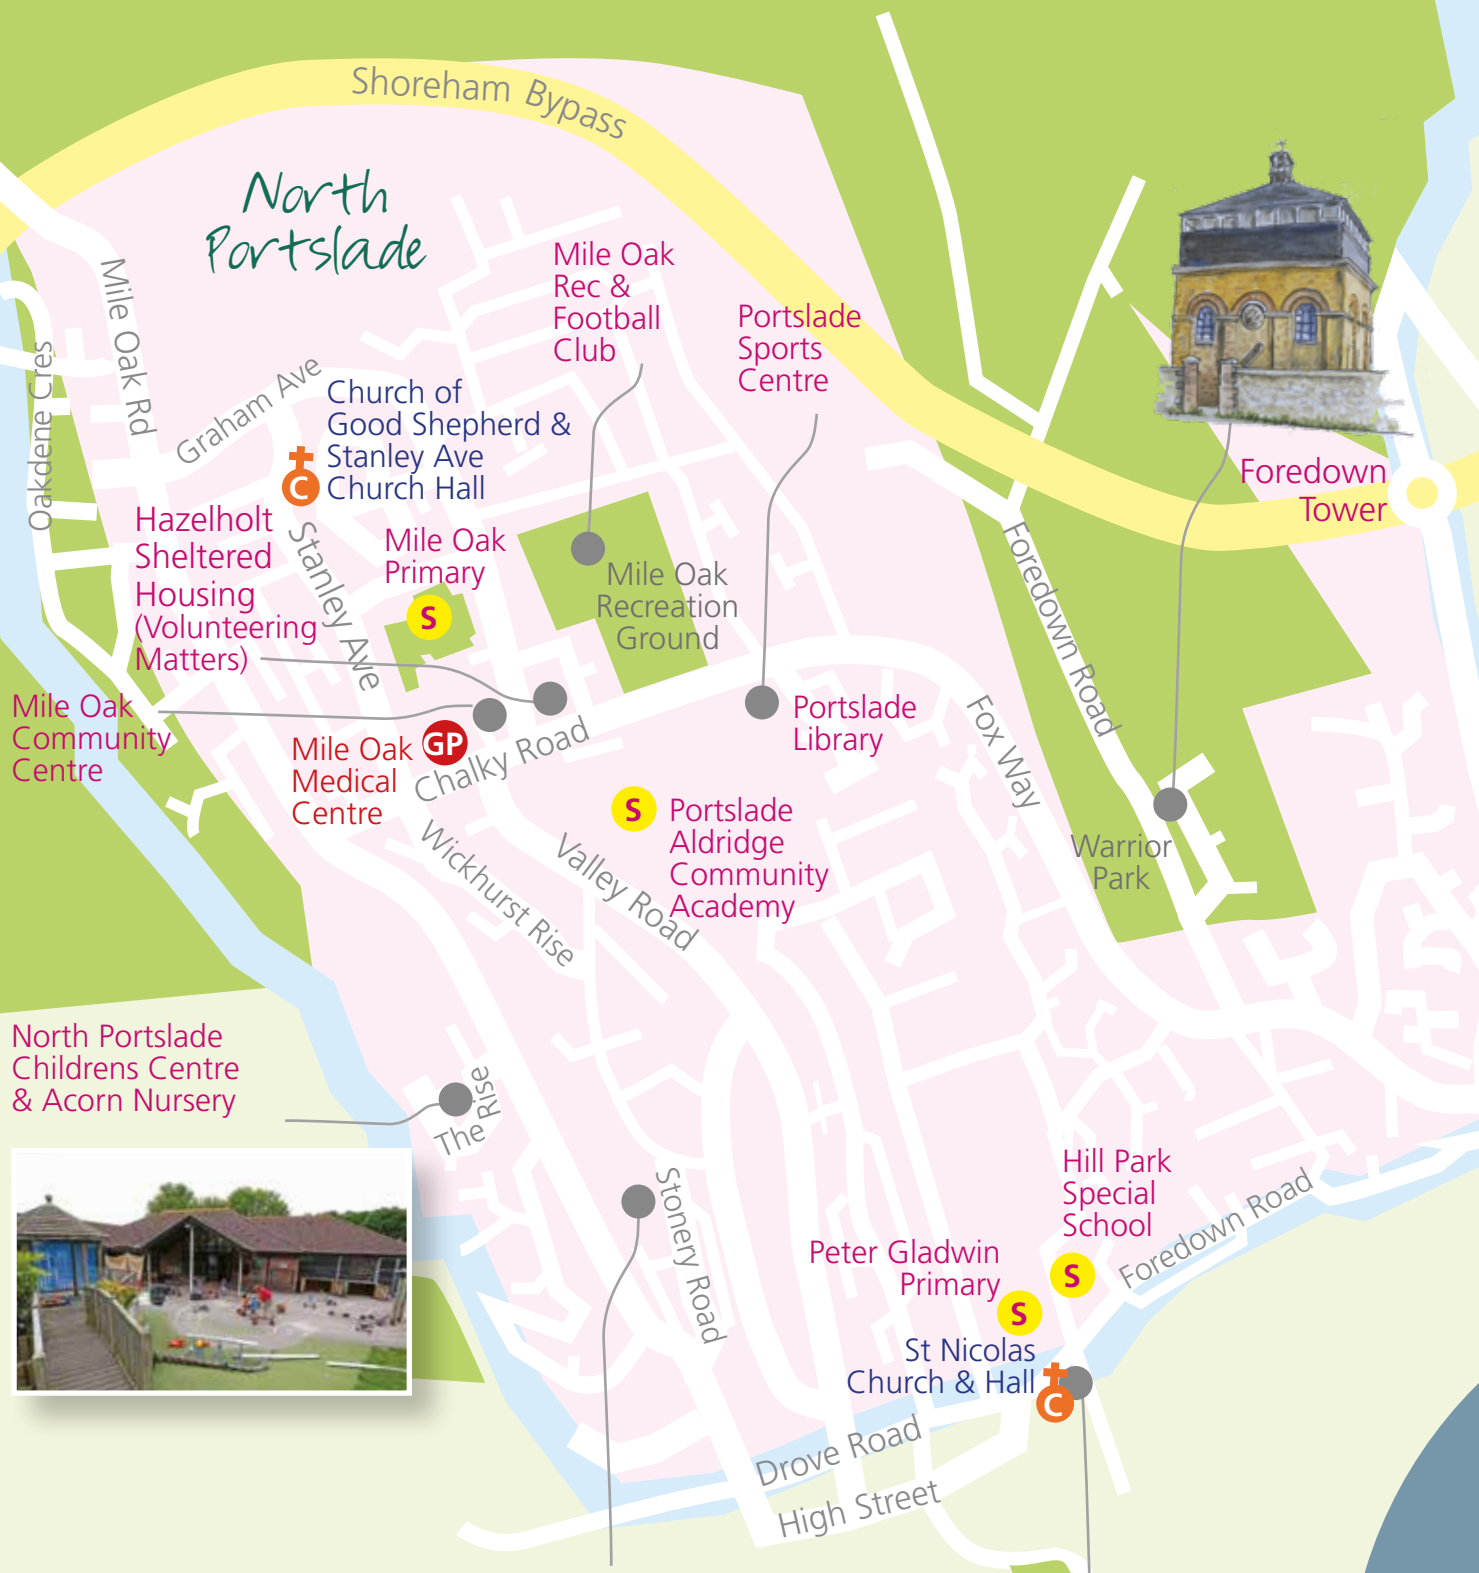 Shoreham Bypass
North
Portslade
Mile Oak Rd
Oakdene Cres
Graham Ave
Mile Oak
Rec &
Football
Club
Portslade
Sports
Centre
Church of
Good Shepherd &
Stanley Ave
Church Hall
C
Foredown
Tower
Hazelholt
Sheltered
Housing
(Volunteering
Matters)
Stanley Ave
Mile Oak
Primary
S
Mile Oak
Recreation
Ground
Foredown Road
Mile Oak
Community
Centre
Mile Oak
Medical
Centre
GP
Chalky Road
Portslade
Library
Fox Way
S
Portslade
Aldridge
Community
Academy
Wickhurst Rise
Valley Road
Warrior
Park
North Portslade
Childrens Centre
& Acorn Nursery
The Rise
Stonery Road
Hill Park
Special
School
S
Foredown Road
Peter Gladwin
Primary
S
St Nicolas
Church & Hall
C
Drove Road
High Street